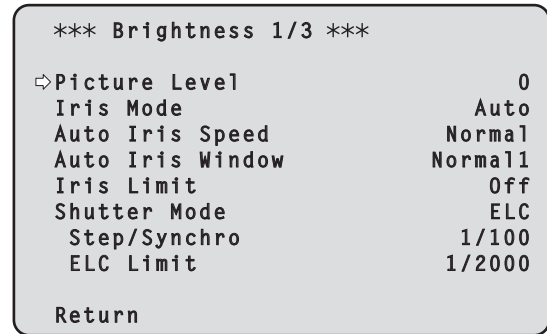 *** Brightness 1/3 ***
⇨Picture Level 0
Iris Mode Auto
Auto Iris Speed Normal
Auto Iris Window Normal1
Iris Limit Off
Shutter Mode ELC
Step/Synchro 1/100
ELC Limit 1/2000
Return